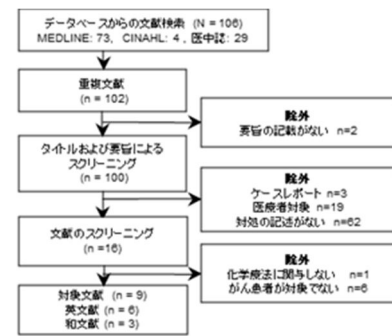 データベースからの文献検索 (N = 106)
MEDLINE: 73, CINAHL: 4 , 医中誌: 29
重複文献
(n = 102)
除外
要旨の記載がない n=2
タイトルおよび要旨による
スクリーニング
(n = 100)
除外
ケースレポート n=3
医療者対象 n=19
対処の記述がない n=62
文献のスクリーニング
(n =16)
除外
化学療法に関与しない n=1
がん患者が対象でない n=6
対象文献 (n = 9)
英文献 (n = 6)
和文献 (n = 3)